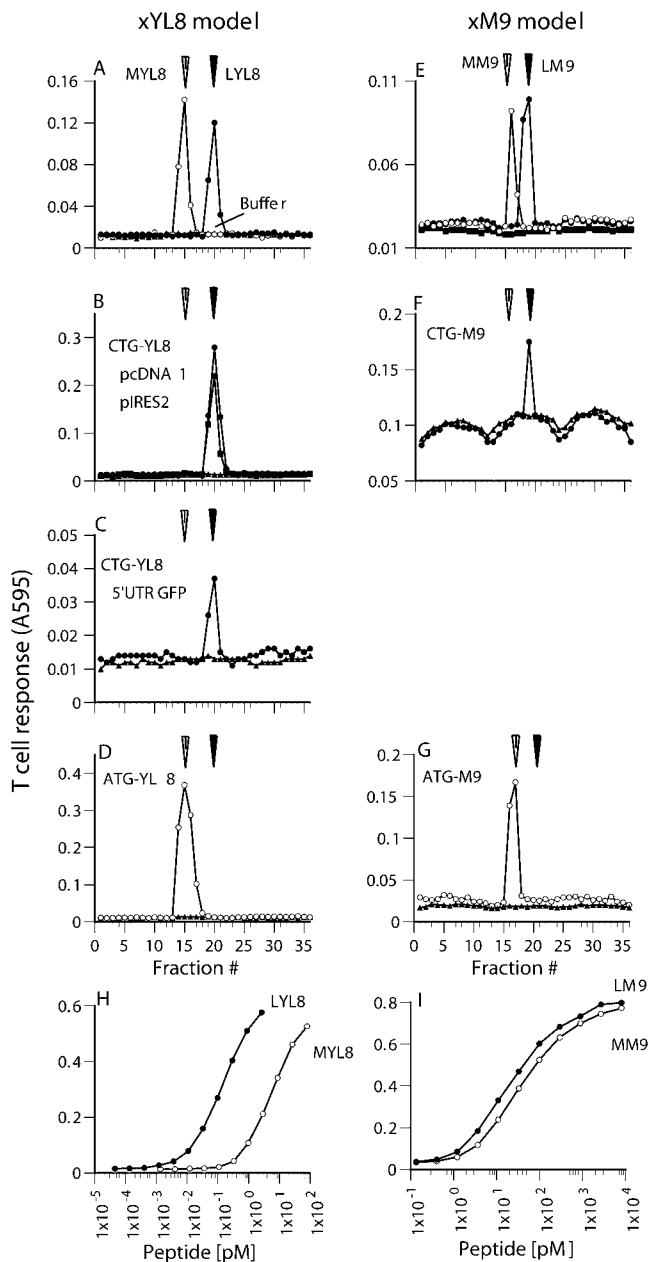 xYL8 model
xM9 model
A
MYL8
LYL8
0.16
0.12
0.08
0.04
0
Buffe r
E
MM9
LM 9
0.11
0.06
0.01
B
CTG-YL8
pcDNA 1
pIRES2
0.3
0.2
0.1
0
F
CTG-M9
0.2
0.15
0.1
0.05
C
CTG-YL8
5'UTR GFP
0.05
0.04
0.03
0.02
0.01
0
T cell response (A595)
D
ATG-YL 8
0.4
0.3
0.2
0.1
0
0 5 10 15 20 25 30 35
Fraction #
G
ATG-M9
0.2
0.15
0.1
0.05
0
0 5 10 15 20 25 30 35
Fraction #
H
LYL8
MYL8
0.6
0.4
0.2
0
1x10-5
1x10-4
1x10-3
1x10-2
1x10-1
1x100
1x101
1x102
Peptide [pM]
I
LM 9
MM9
0.8
0.6
0.4
0.2
0
1x10-1
1x100
1x101
1x102
1x103
1x104
Peptide [pM ]